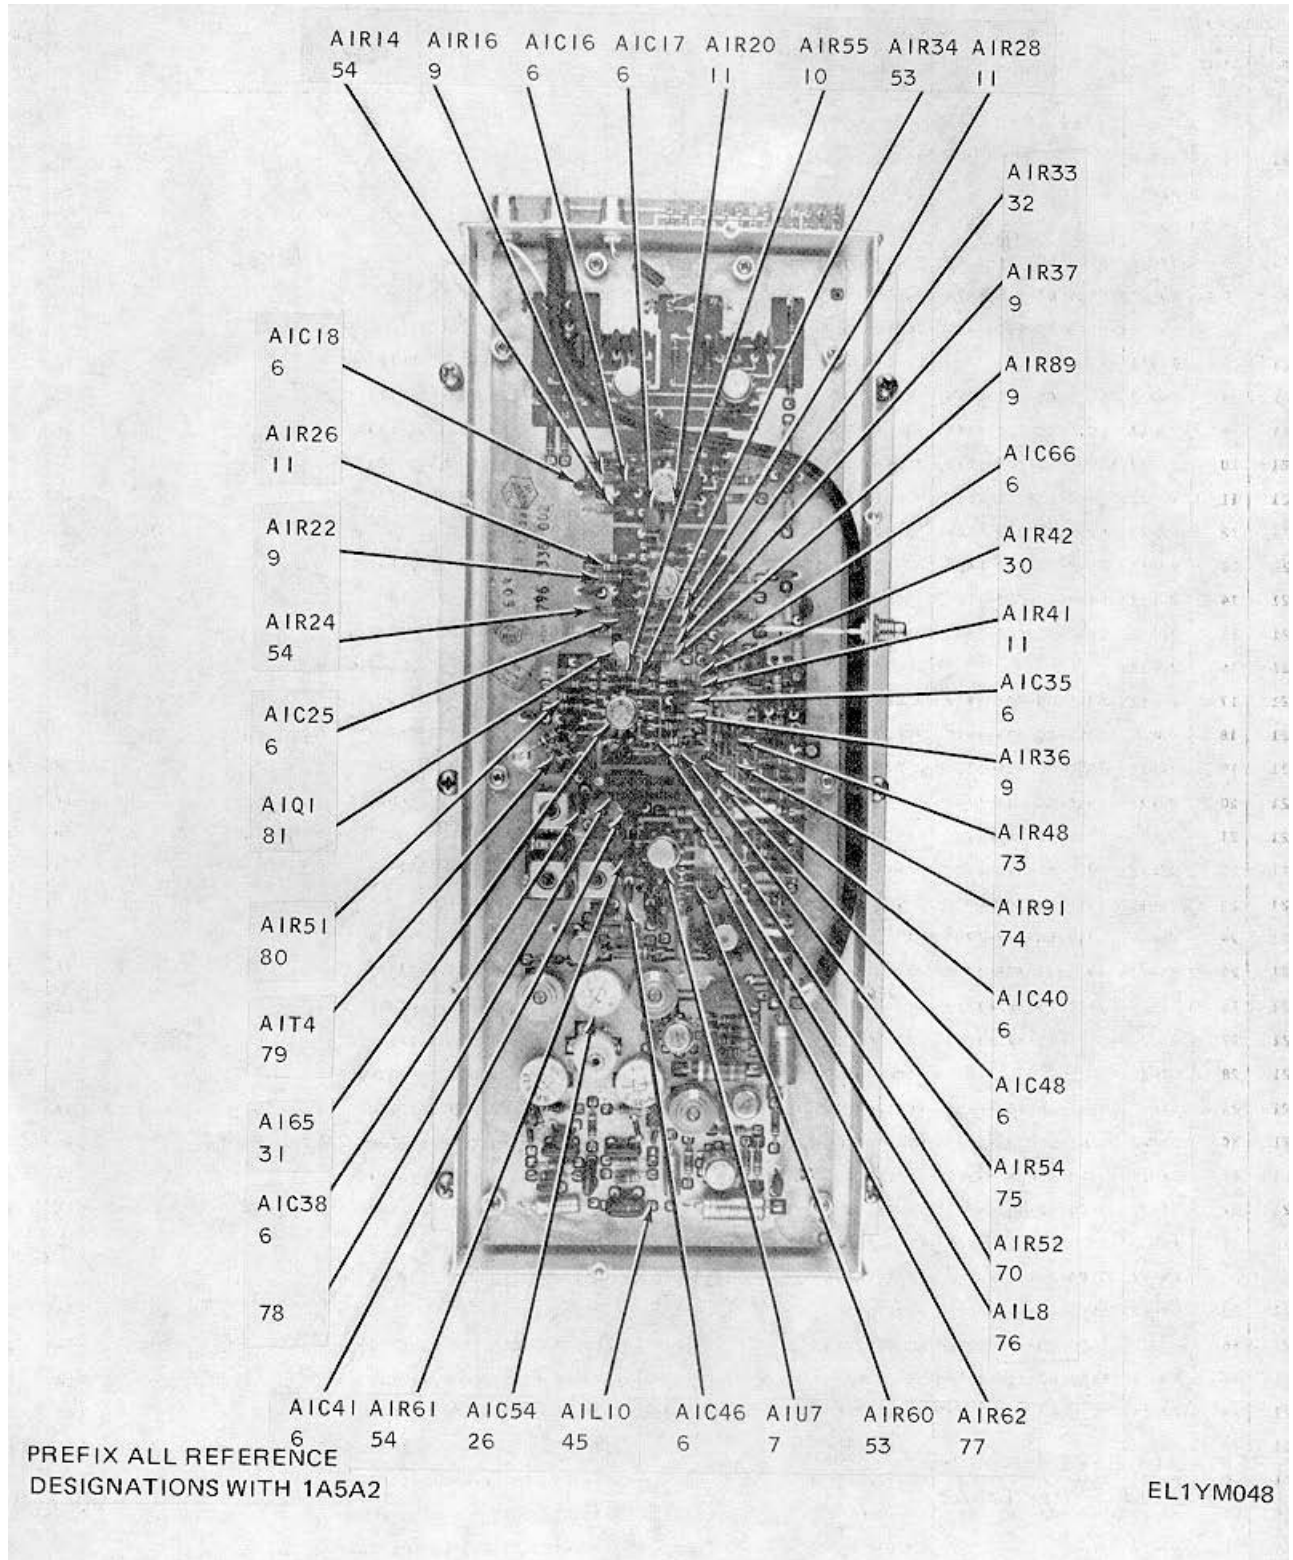 A1R14 A1R16 A1C16 A1C17 A1R20 A1R55 A1R34 A1R28
54 9 6 6 11 10 53 11
A1R33
32
A1R37
9
A1R89
9
A1C66
6
A1R42
30
A1R41
11
A1C35
6
A1R36
9
A1R48
73
A1R91
74
A1C40
6
A1C48
6
A1R54
75
A1R52
70
A1L8
76
A1C18
6
A1R26
11
A1R22
9
A1R24
54
A1C25
6
A1Q1
81
A1R51
80
A1T4
79
A165
31
A1C38
6
78
A1C41 A1R61 A1C54 A1L10 A1C46 A1U7 A1R60 A1R62
6 54 26 45 6 7 53 77
PREFIX ALL REFERENCE
DESIGNATIONS WITH 1A5A2
EL1YM048